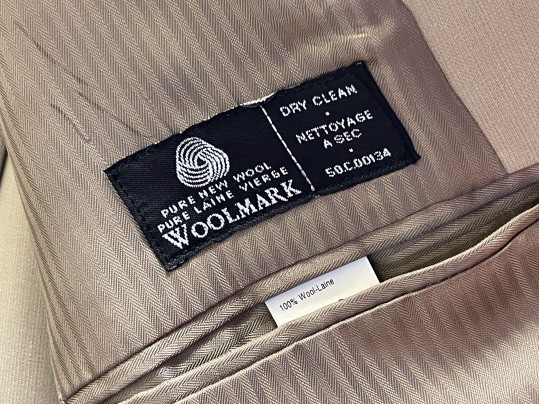 PURE NEW WOOL
PURE LAINE VIERGE
WOOLMARK
DRY CLEAN
•
NETTOYAGE
A SEC
•
50.C.00134
100% Wool-Laine